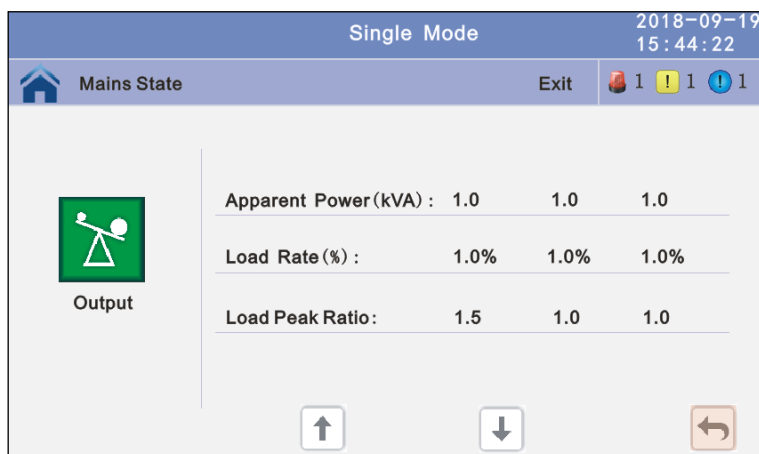 Single Mode
2018-09-19
15:44:22
Mains State Exit 1 ! 1 ! 1
Apparent Power(kVA): 1.0 1.0 1.0
Load Rate(%): 1.0% 1.0% 1.0%
Output
Load Peak Ratio: 1.5 1.0 1.0